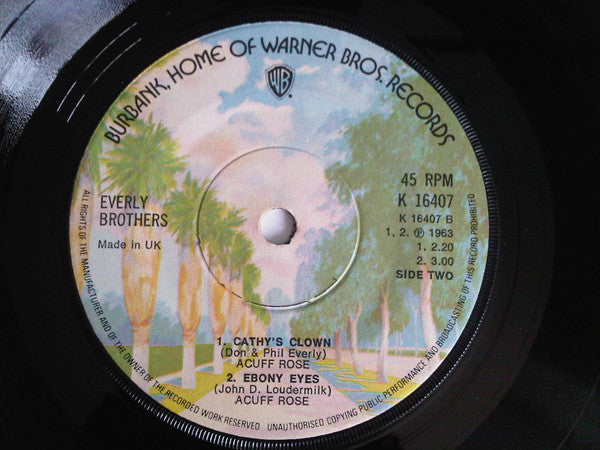 BURBANK, HOME OF WARNER BROS. RECORDS
WB
EVERLY
BROTHERS
Made in UK
45 RPM
K 16407
K 16407 B
1. 2. Ⓟ 1963
1. 2.20
2. 3.00
SIDE TWO
1. CATHY'S CLOWN
(Don & Phil Everly)
ACUFF ROSE
2. EBONY EYES
(John D. Loudermilk)
ACUFF ROSE
ALL RIGHTS OF THE MANUFACTURER AND OF THE OWNER OF THE RECORDED WORK RESERVED. UNAUTHORISED COPYING PUBLIC PERFORMANCE AND BROADCASTING OF THIS RECORD PROHIBITED